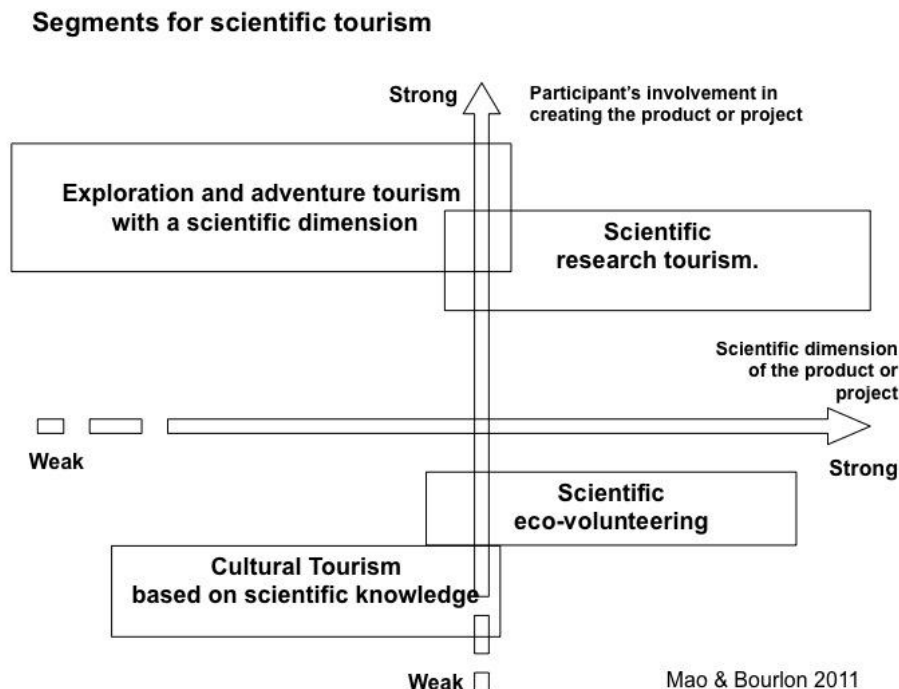 Segments for scientific tourism
Strong
Participant's involvement in
creating the product or project
Exploration and adventure tourism
with a scientific dimension
Scientific
research tourism.
Scientific dimension
of the product or
project
Weak
Strong
Scientific
eco-volunteering
Cultural Tourism
based on scientific knowledge
Weak
Mao & Bourlon 2011